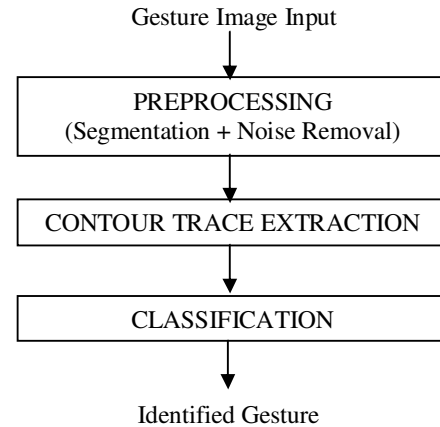 Gesture Image Input
PREPROCESSING
(Segmentation + Noise Removal)
CONTOUR TRACE EXTRACTION
CLASSIFICATION
Identified Gesture